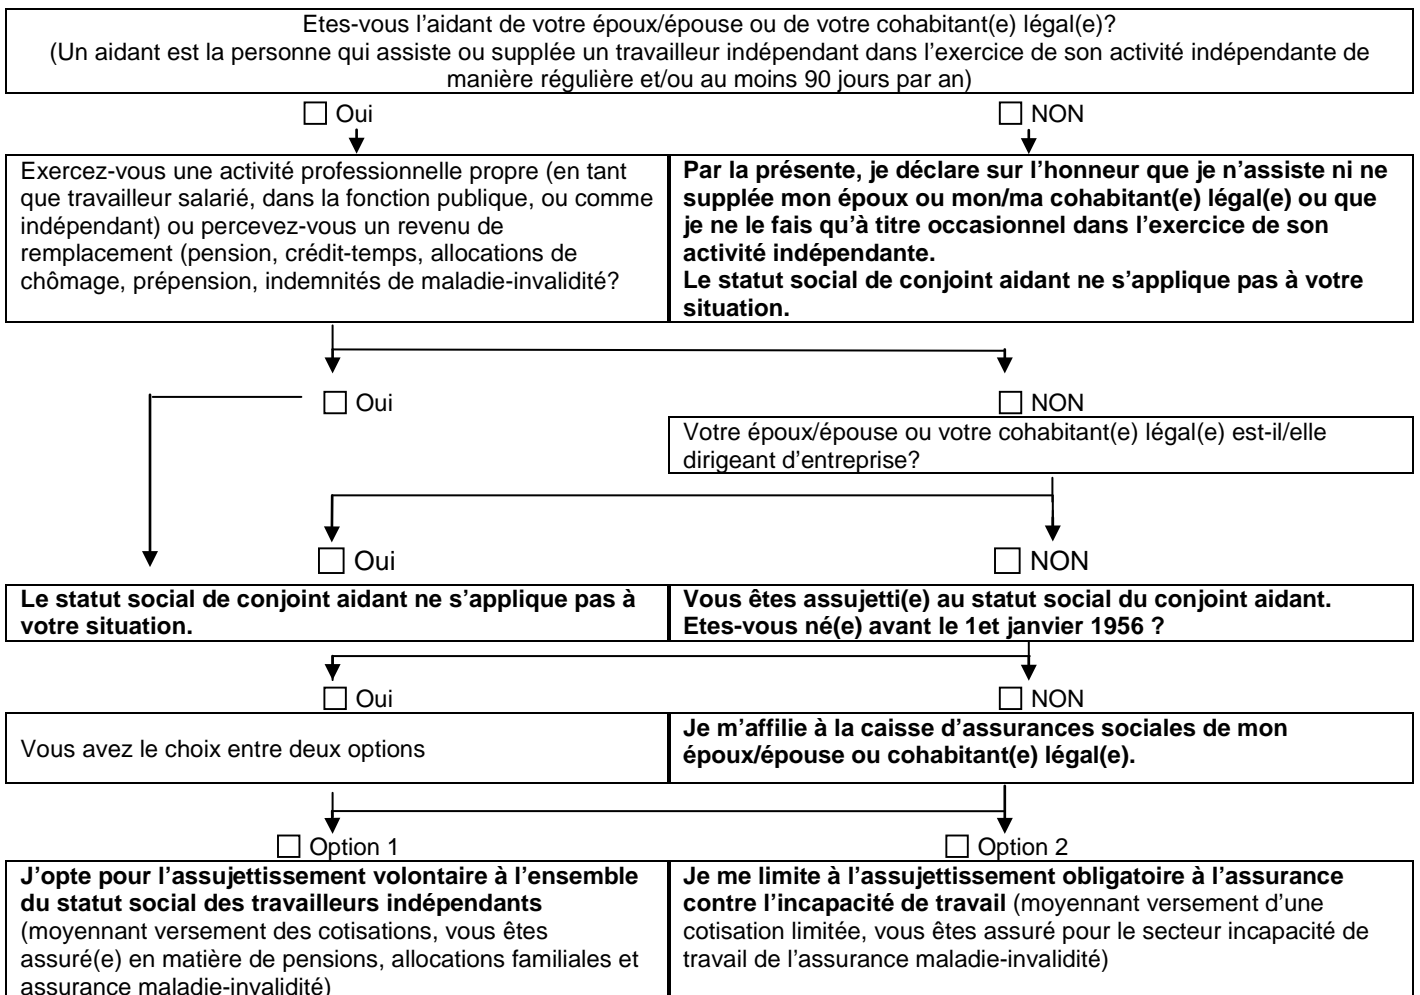 Etes-vous l'aidant de votre époux/épouse ou de votre cohabitant(e) légal(e)?
(Un aidant est la personne qui assiste ou supplée un travailleur indépendant dans l'exercice de son activité indépendante de
manière régulière et/ou au moins 90 jours par an)
Oui
NON
Exercez-vous une activité professionnelle propre (en tant
que travailleur salarié, dans la fonction publique, ou comme
indépendant) ou percevez-vous un revenu de
remplacement (pension, crédit-temps, allocations de
chômage, prépension, indemnités de maladie-invalidité?
Par la présente, je déclare sur l'honneur que je n'assiste ni ne
supplée mon époux ou mon/ma cohabitant(e) légal(e) ou que
je ne le fais qu'à titre occasionnel dans l'exercice de son
activité indépendante.
Le statut social de conjoint aidant ne s'applique pas à votre
situation.
Oui
NON
Votre époux/épouse ou votre cohabitant(e) légal(e) est-il/elle
dirigeant d'entreprise?
Oui
NON
Le statut social de conjoint aidant ne s'applique pas à
votre situation.
Vous êtes assujetti(e) au statut social du conjoint aidant.
Etes-vous né(e) avant le 1et janvier 1956 ?
Oui
NON
Vous avez le choix entre deux options
Je m'affilie à la caisse d'assurances sociales de mon
époux/épouse ou cohabitant(e) légal(e).
Option 1
Option 2
J'opte pour l'assujettissement volontaire à l'ensemble
du statut social des travailleurs indépendants
(moyennant versement des cotisations, vous êtes
assuré(e) en matière de pensions, allocations familiales et
assurance maladie-invalidité)
Je me limite à l'assujettissement obligatoire à l'assurance
contre l'incapacité de travail (moyennant versement d'une
cotisation limitée, vous êtes assuré pour le secteur incapacité de
travail de l'assurance maladie-invalidité)